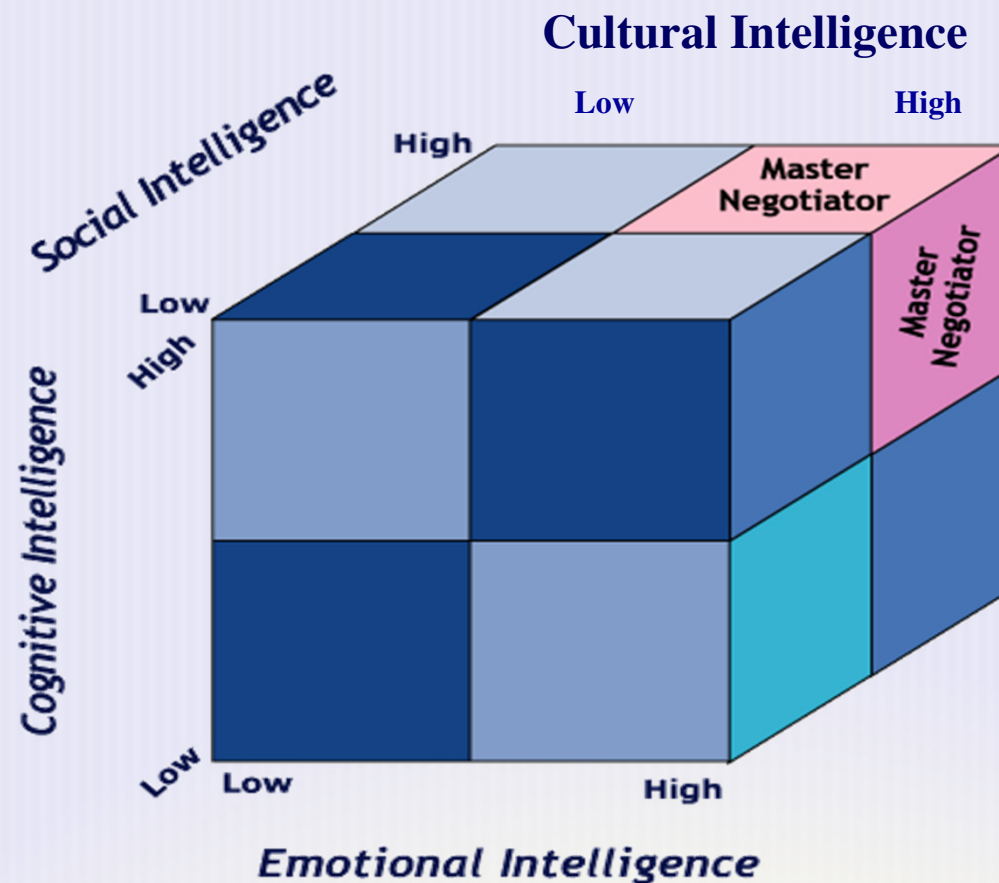 Cultural Intelligence
Low
High
Social Intelligence
High
Master
Negotiator
Master
Negotiator
Low
High
Cognitive Intelligence
Low
Low
High
Emotional Intelligence